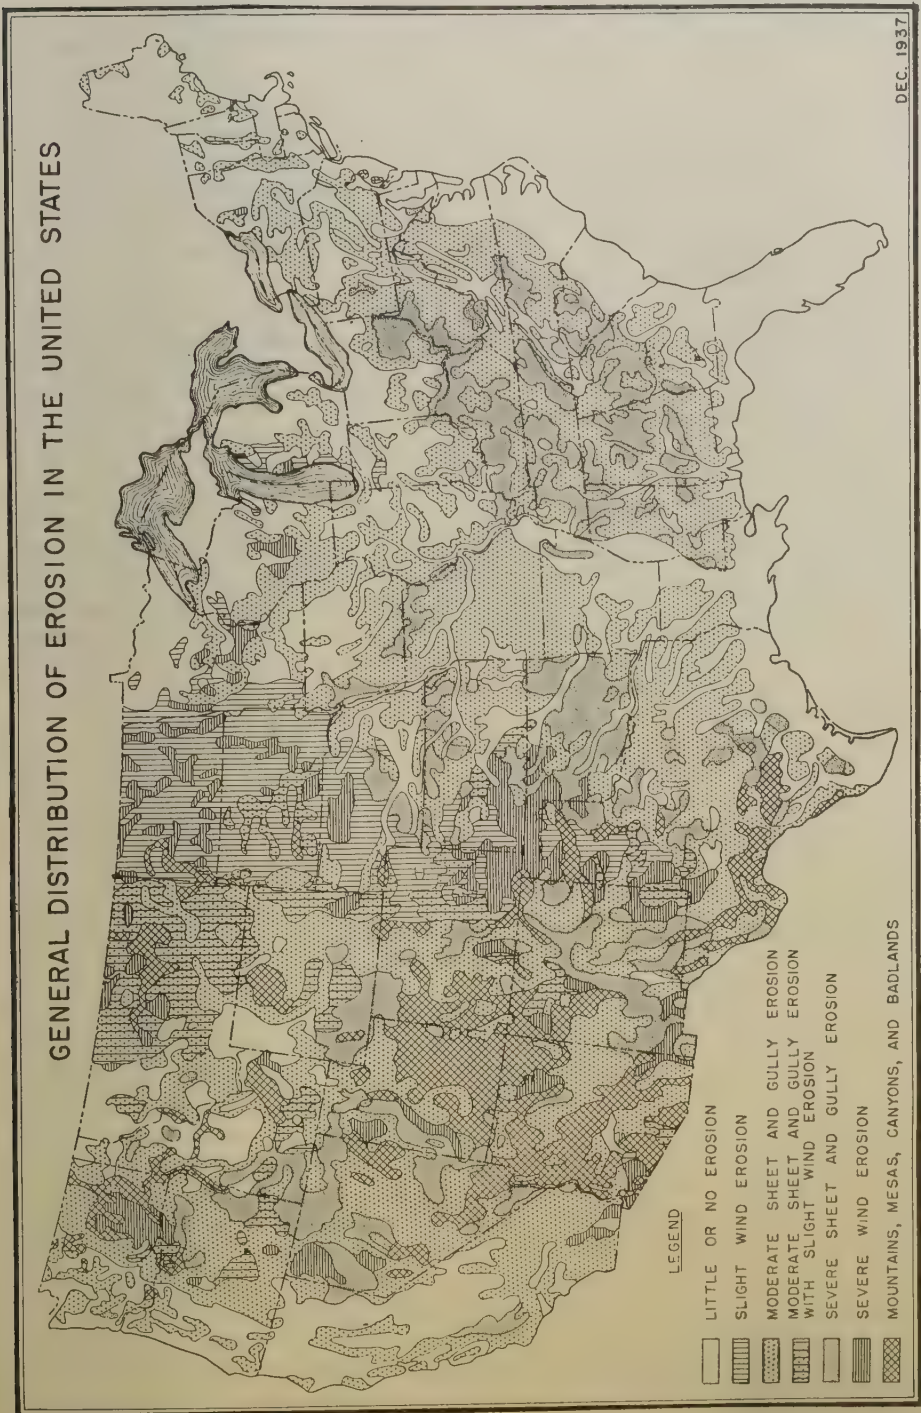 GENERAL DISTRIBUTION OF EROSION IN THE UNITED STATES
LEGEND
LITTLE OR NO EROSION
SLIGHT WIND EROSION
MODERATE SHEET AND GULLY EROSION
MODERATE SHEET AND GULLY EROSION
WITH SLIGHT WIND EROSION
SEVERE SHEET AND GULLY EROSION
SEVERE WIND EROSION
MOUNTAINS, MESAS, CANYONS, AND BADLANDS
DEC. 1937